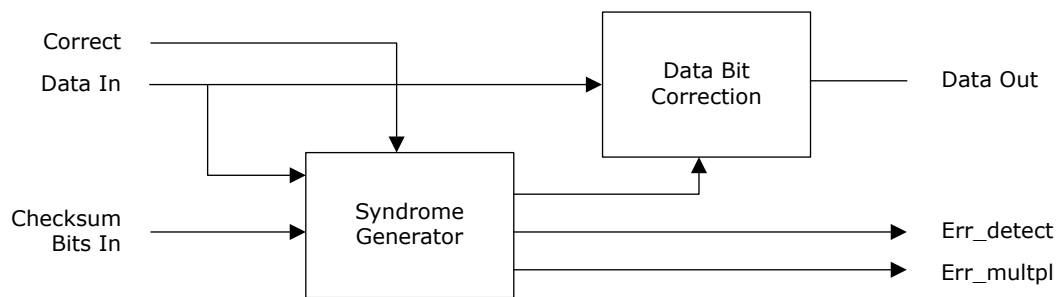 Correct
Data In
Data Bit
Correction
Data Out
Syndrome
Generator
Checksum
Bits In
Err_detect
Err_multpl